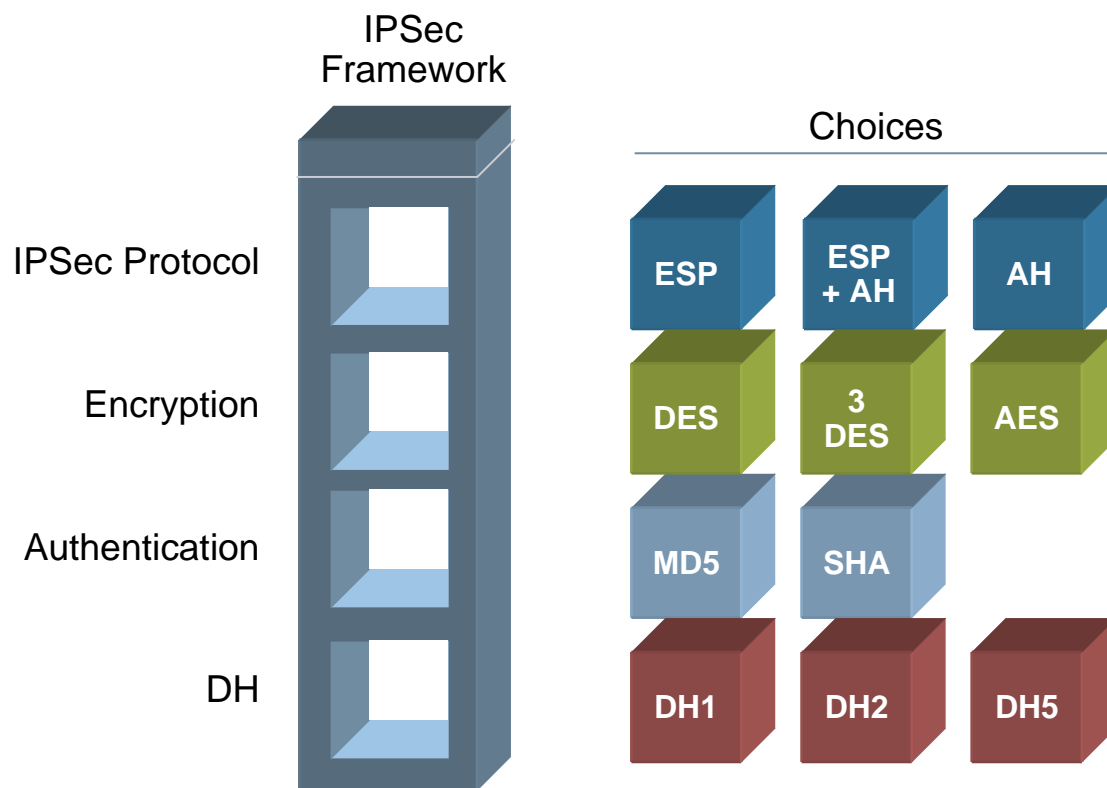 IPSec
Framework
Choices
IPSec Protocol
ESP
ESP
+ AH
AH
Encryption
DES
3
DES
AES
Authentication
MD5
SHA
DH
DH1
DH2
DH5